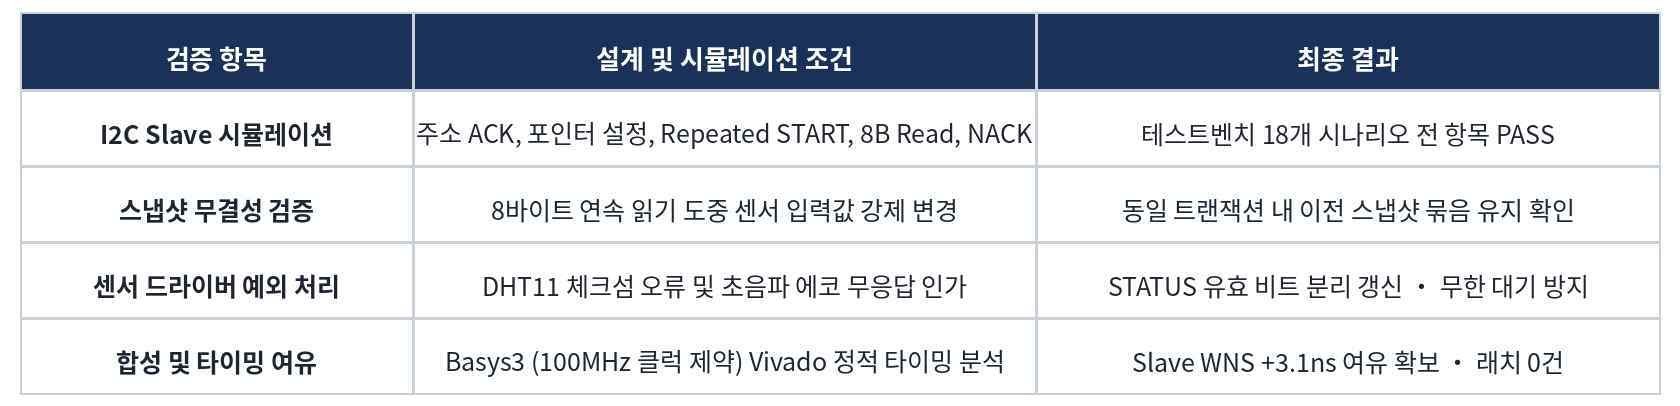 검증 항목 설계 및 시뮬레이션 조건 최종 결과
I2C Slave 시뮬레이션 주소 ACK, 포인터 설정, Repeated START, 8B Read, NACK 테스트벤치 18개 시나리오 전 항목 PASS
스냅샷 무결성 검증 8바이트 연속 읽기 도중 센서 입력값 강제 변경 동일 트랜잭션 내 이전 스냅샷 묶음 유지 확인
센서 드라이버 예외 처리 DHT11 체크섬 오류 및 초음파 에코 무응답 인가 STATUS 유효 비트 분리 갱신 · 무한 대기 방지
합성 및 타이밍 여유 Basys3 (100MHz 클럭 제약) Vivado 정적 타이밍 분석 Slave WNS +3.1ns 여유 확보 · 래치 0건